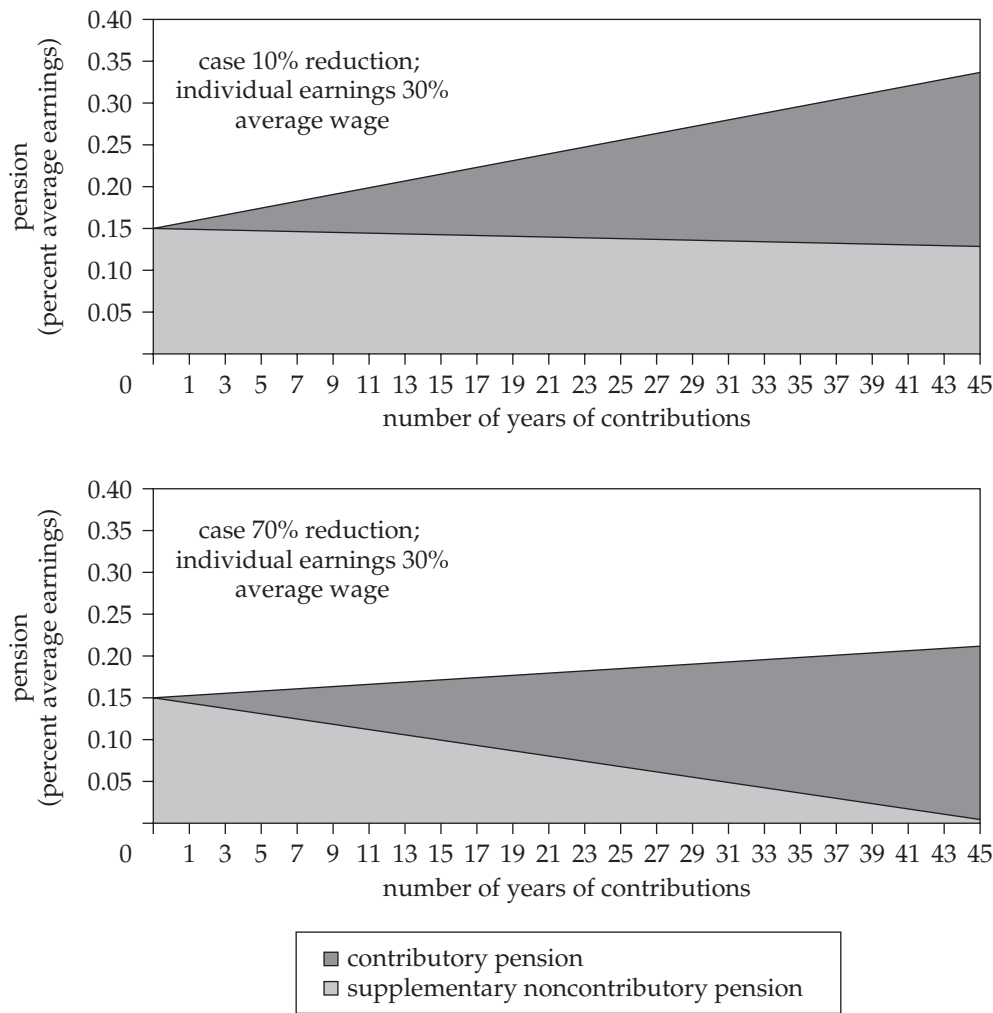 0.40
0.35
0.30
0.25
0.20
0.15
0.10
0.05
pension
(percent average earnings)
case 10% reduction;
individual earnings 30%
average wage
0 1 3 5 7 9 11 13 15 17 19 21 23 25 27 29 31 33 35 37 39 41 43 45
number of years of contributions
0.40
0.35
0.30
0.25
0.20
0.15
0.10
0.05
pension
(percent average earnings)
case 70% reduction;
individual earnings 30%
average wage
0 1 3 5 7 9 11 13 15 17 19 21 23 25 27 29 31 33 35 37 39 41 43 45
number of years of contributions
contributory pension
supplementary noncontributory pension